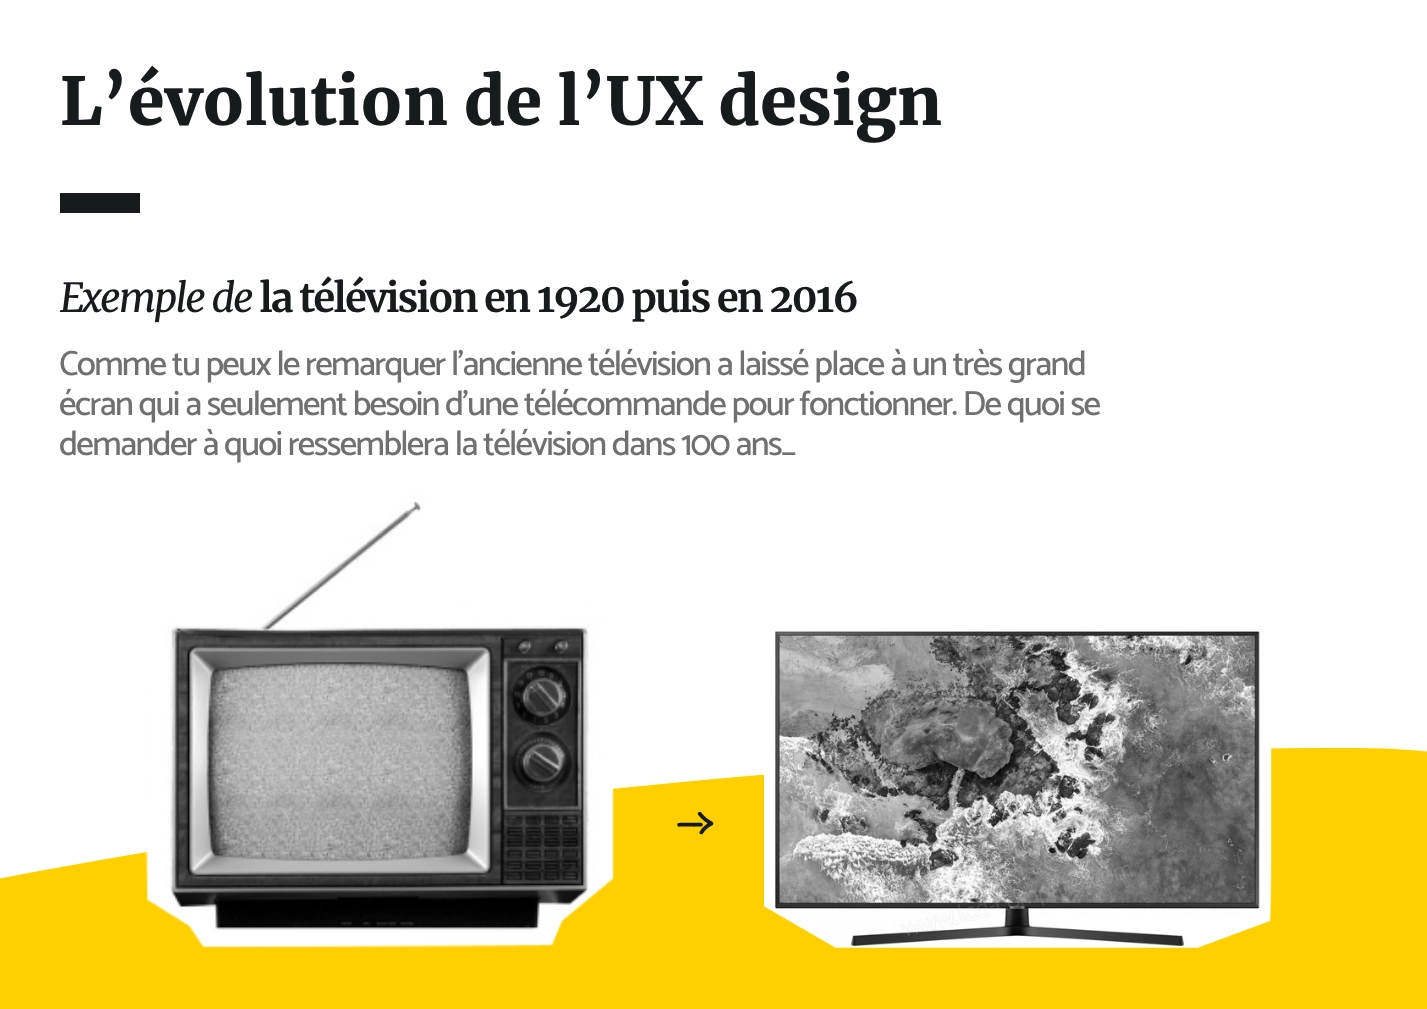 L’évolution de l’UX design
Exemple de la télévision en 1920 puis en 2016
Comme tu peux le remarquer l’ancienne télévision a laissé place à un très grand
écran qui a seulement besoin d’une télécommande pour fonctionner. De quoi se
demander à quoi ressemblera la télévision dans 100 ans_